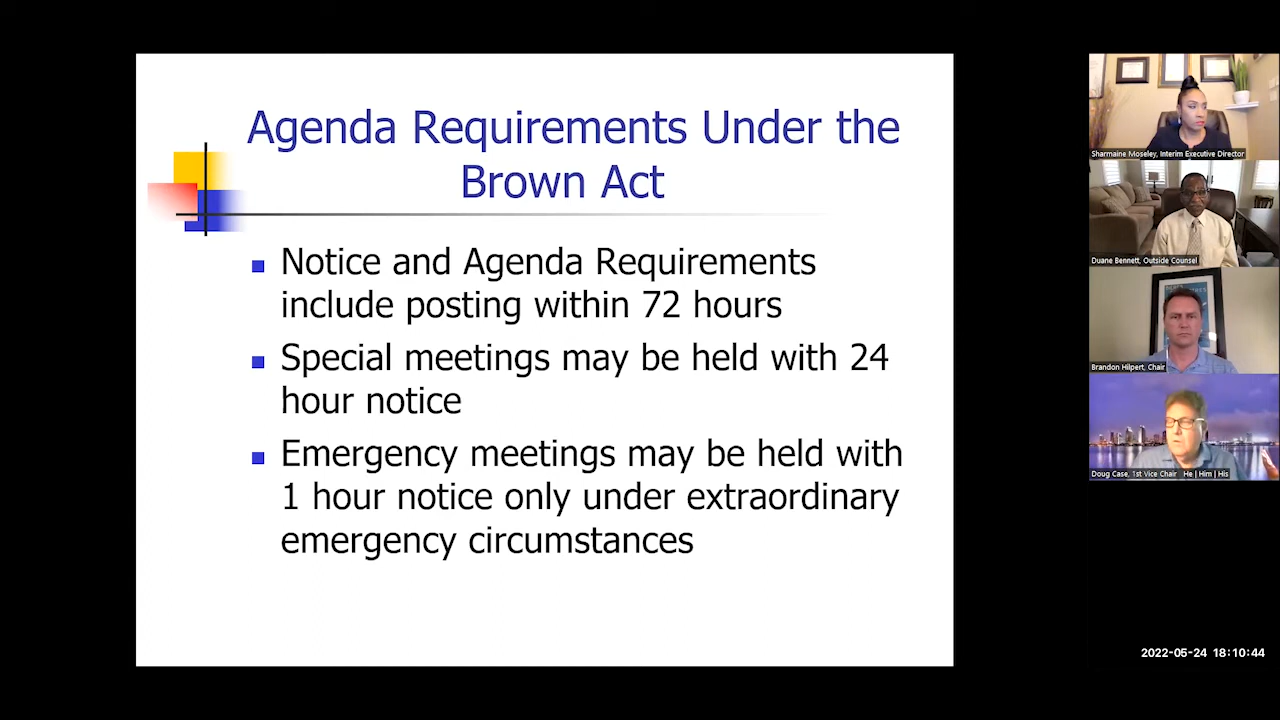 Agenda Requirements Under the
Brown Act
Notice and Agenda Requirements
include posting within 72 hours
Special meetings may be held with 24
hour notice
Emergency meetings may be held with
1 hour notice only under extraordinary
emergency circumstances
Sharmaine Moseley, Interim Executive Director
Duane Bennett, Outside Counsel
Brandon Hilpert, Chair
Doug Case, 1st Vice Chair He | Him | His
2022-05-24 18:10:44